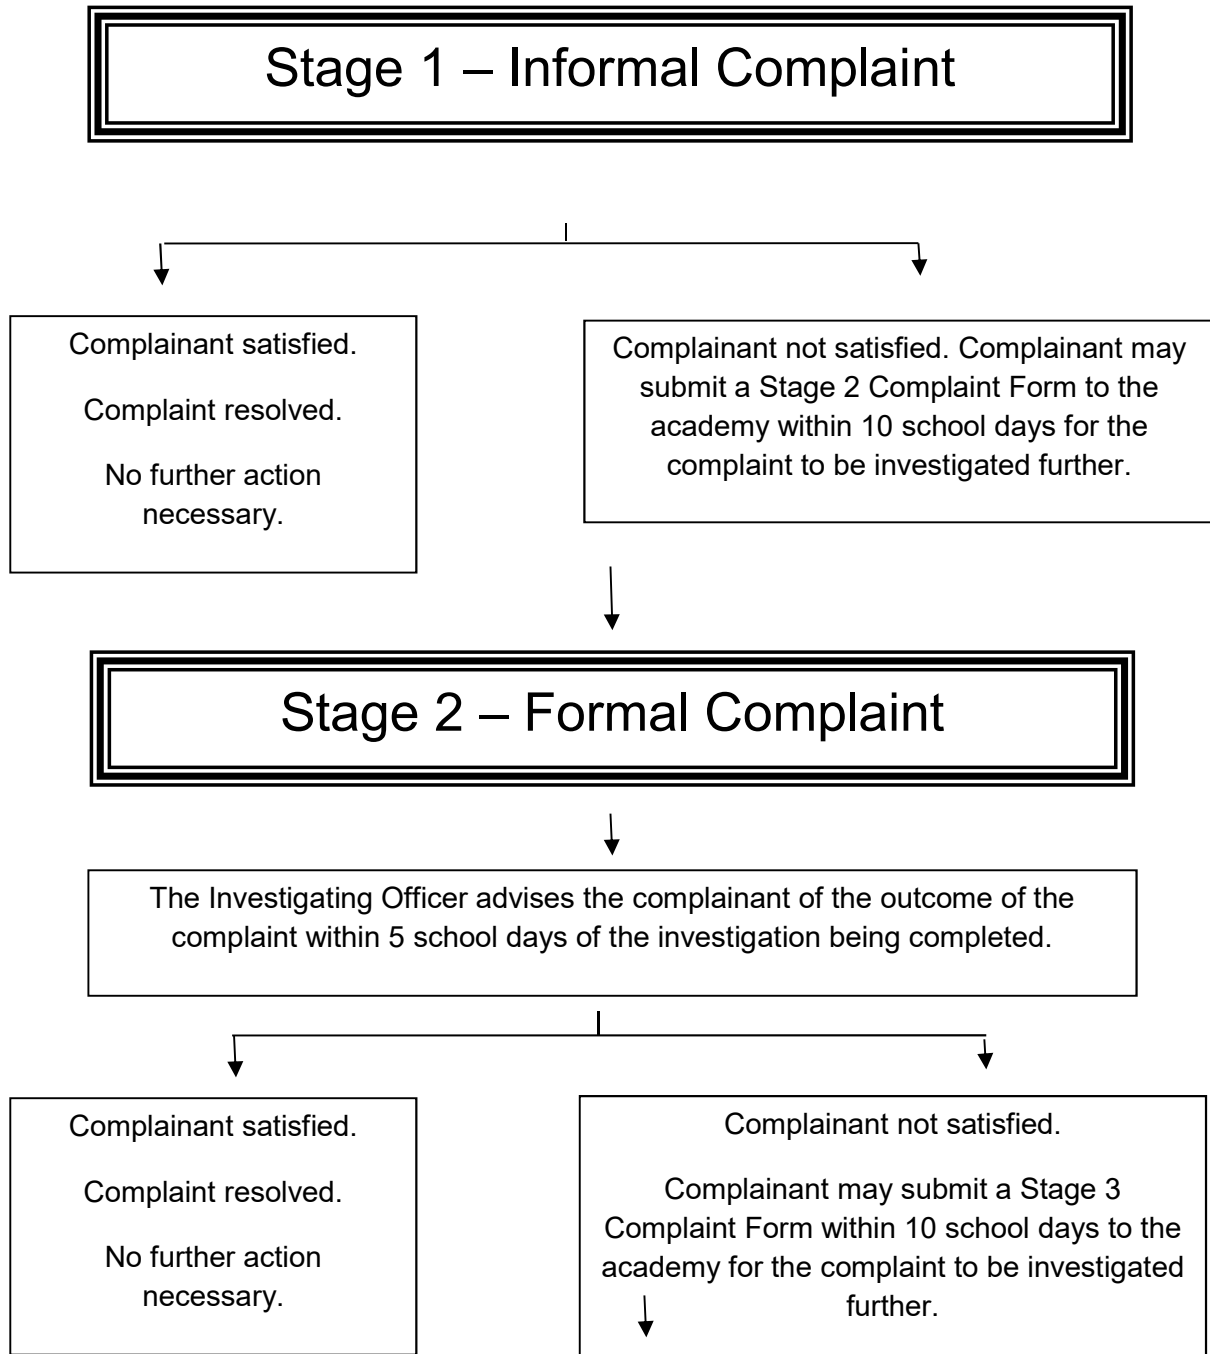 Stage 1 – Informal Complaint
Complainant satisfied.
Complaint resolved.
No further action
necessary.
Complainant not satisfied. Complainant may
submit a Stage 2 Complaint Form to the
academy within 10 school days for the
complaint to be investigated further.
Stage 2 – Formal Complaint
The Investigating Officer advises the complainant of the outcome of the
complaint within 5 school days of the investigation being completed.
Complainant satisfied.
Complaint resolved.
No further action
necessary.
Complainant not satisfied.
Complainant may submit a Stage 3
Complaint Form within 10 school days to the
academy for the complaint to be investigated
further.